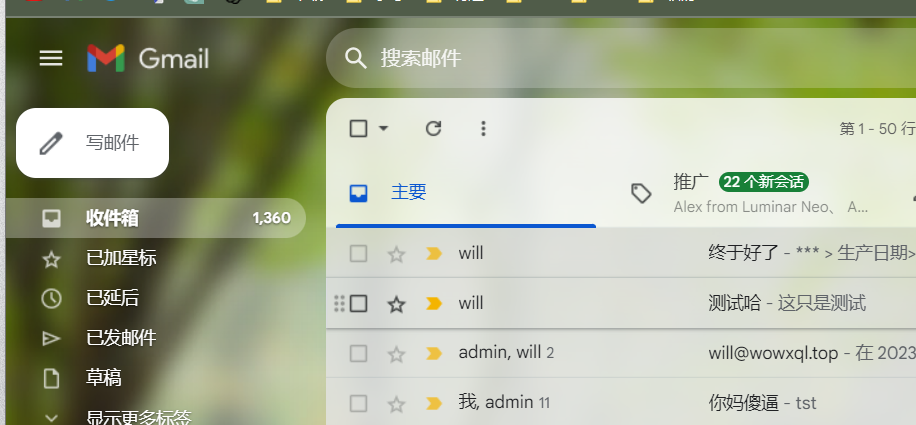 Gmail
搜索邮件
写邮件
第 1 - 50 行
主要
推广 22 个新会话
Alex from Luminar Neo、 A...
收件箱 1,360
已加星标
已延后
已发邮件
草稿
显示更多标签
will 终于好了 - *** > 生产日期>
will 测试哈 - 这只是测试
admin, will 2 will@wowxql.top - 在 2023
我, admin 11 你妈傻逼 - tst